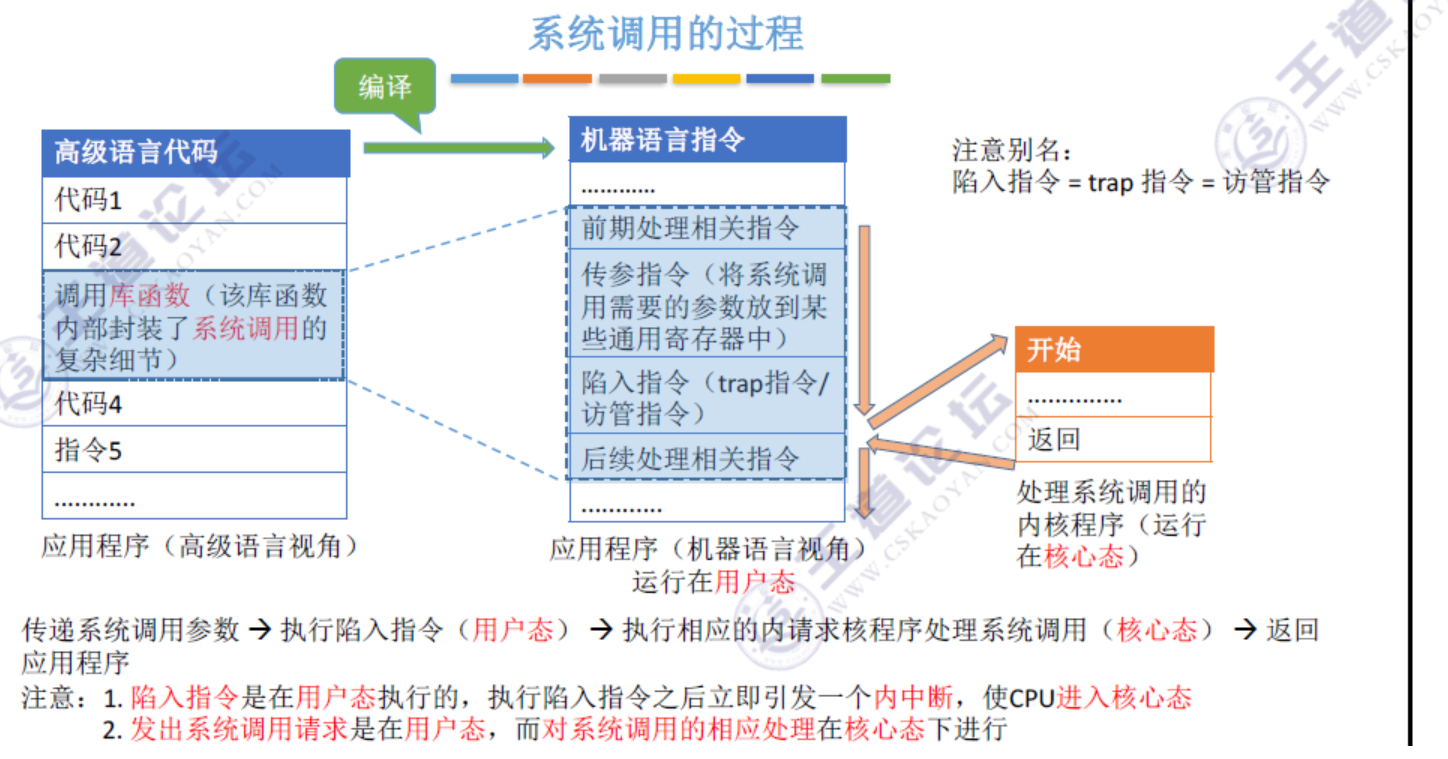 系统调用的过程
编译
高级语言代码
代码1
代码2
调用库函数（该库函数
内部封装了系统调用的
复杂细节）
代码4
指令5
…………
应用程序（高级语言视角）
机器语言指令
…………
前期处理相关指令
传参指令（将系统调
用需要的参数放到某
些通用寄存器中）
陷入指令（trap指令/
访管指令）
后续处理相关指令
…………
应用程序（机器语言视角）
运行在用户态
注意别名：
陷入指令 = trap 指令 = 访管指令
开始
…………..
返回
处理系统调用的
内核程序（运行
在核心态）
传递系统调用参数 → 执行陷入指令（用户态） → 执行相应的内请求核程序处理系统调用（核心态） → 返回
应用程序
注意：1. 陷入指令是在用户态执行的，执行陷入指令之后立即引发一个内中断，使CPU进入核心态
2. 发出系统调用请求是在用户态，而对系统调用的相应处理在核心态下进行
王道论坛
WWW.CSKAOYAN.COM
王道论坛
WWW.CSKAOYAN.COM